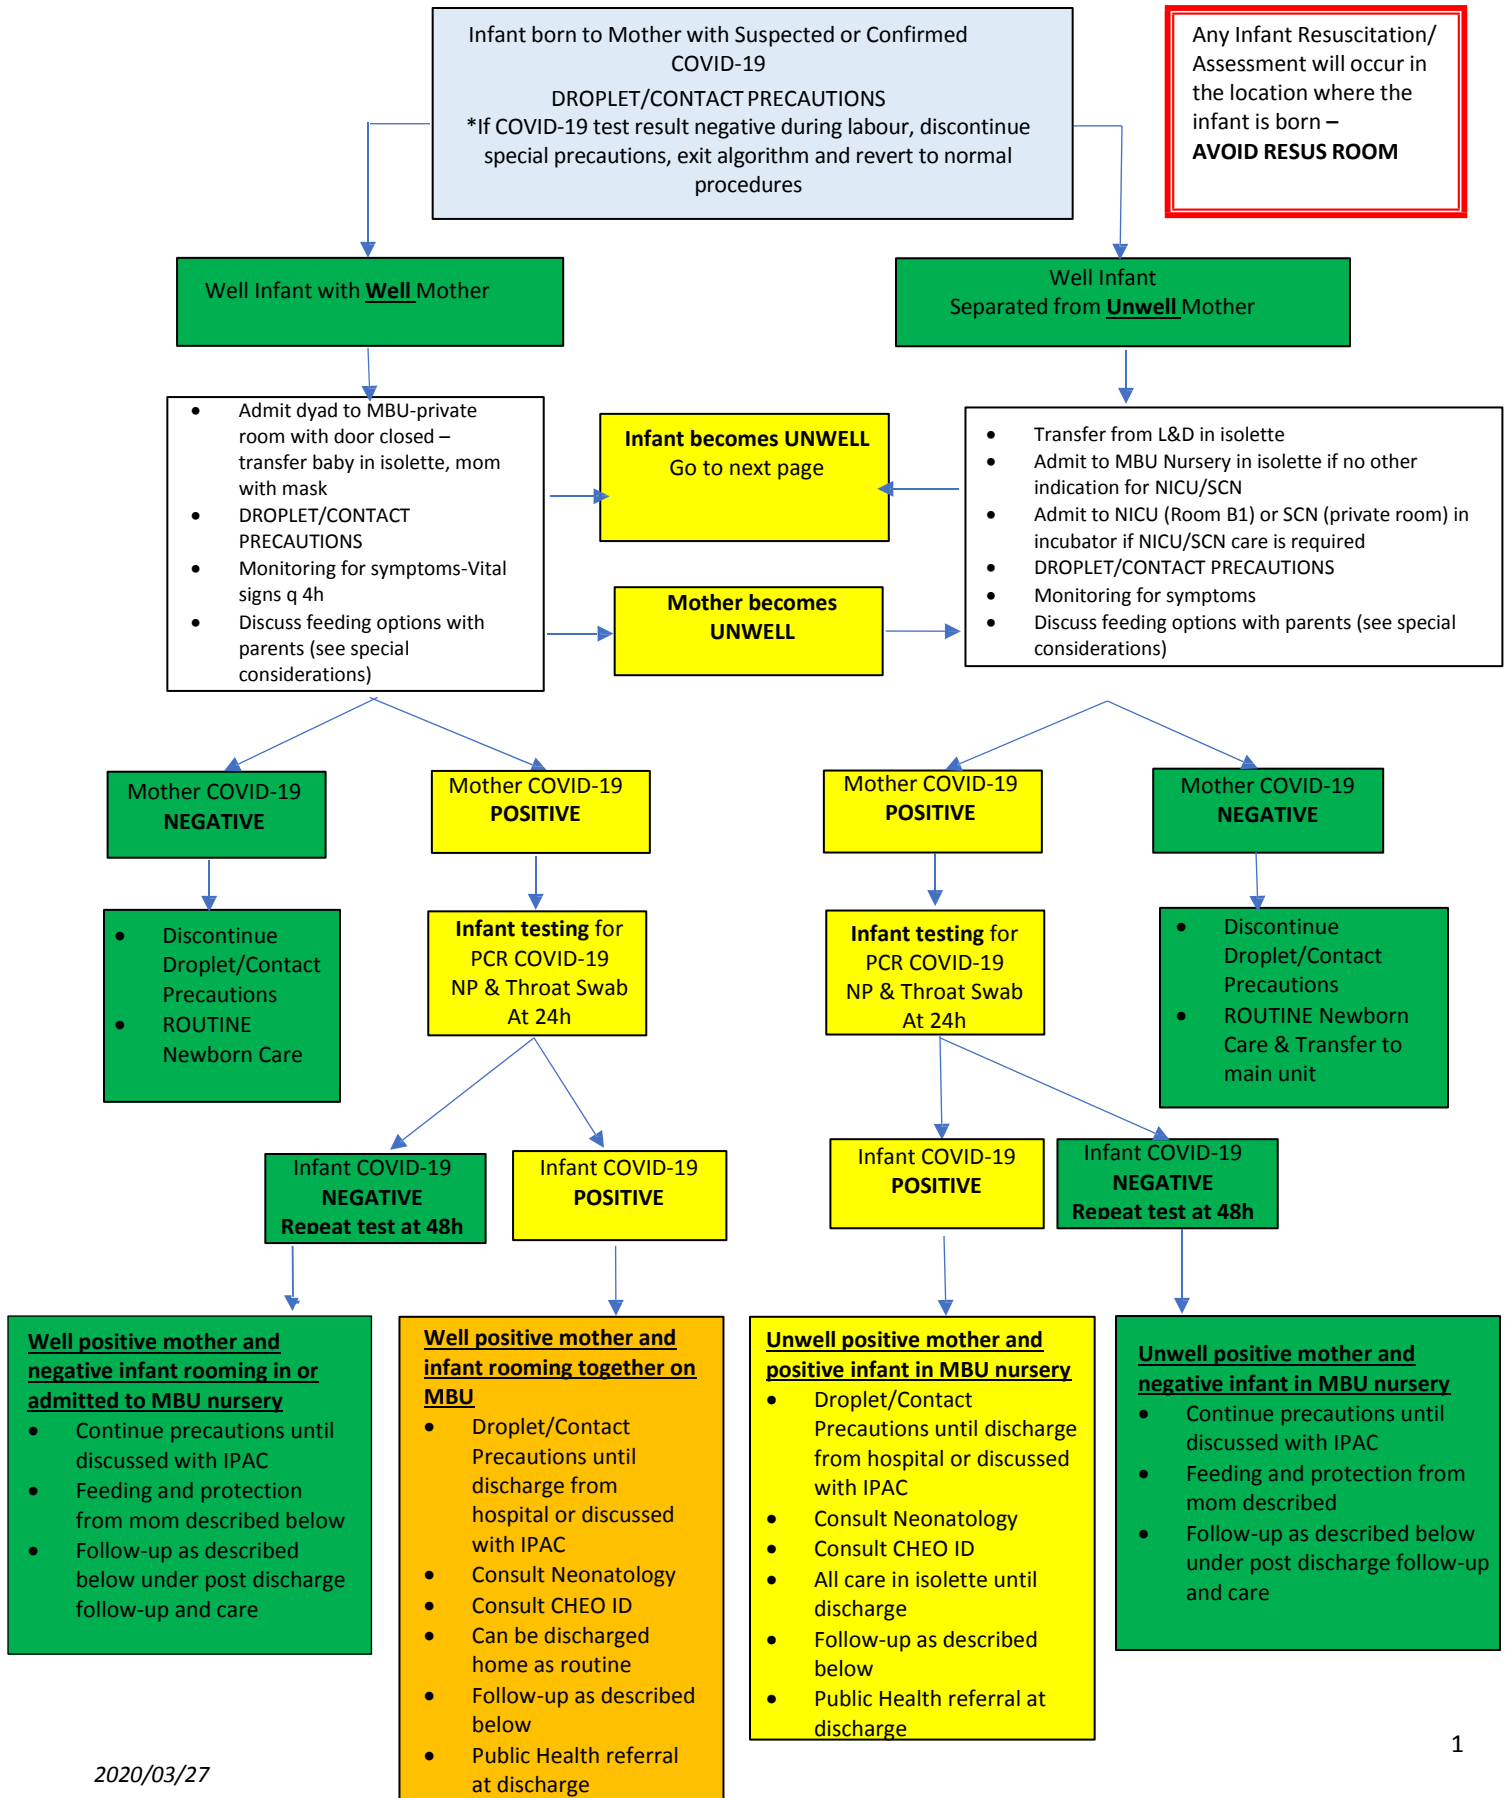 Infant born to Mother with Suspected or Confirmed
COVID-19
DROPLET/CONTACT PRECAUTIONS
*If COVID-19 test result negative during labour, discontinue
special precautions, exit algorithm and revert to normal
procedures
Any Infant Resuscitation/
Assessment will occur in
the location where the
infant is born –
AVOID RESUS ROOM
Well Infant with Well Mother
Well Infant
Separated from Unwell Mother
• Admit dyad to MBU-private
room with door closed –
transfer baby in isolette, mom
with mask
• DROPLET/CONTACT
PRECAUTIONS
• Monitoring for symptoms-Vital
signs q 4h
• Discuss feeding options with
parents (see special
considerations)
Infant becomes UNWELL
Go to next page
Mother becomes
UNWELL
• Transfer from L&D in isolette
• Admit to MBU Nursery in isolette if no other
indication for NICU/SCN
• Admit to NICU (Room B1) or SCN (private room) in
incubator if NICU/SCN care is required
• DROPLET/CONTACT PRECAUTIONS
• Monitoring for symptoms
• Discuss feeding options with parents (see special
considerations)
Mother COVID-19
NEGATIVE
Mother COVID-19
POSITIVE
Mother COVID-19
POSITIVE
Mother COVID-19
NEGATIVE
• Discontinue
Droplet/Contact
Precautions
• ROUTINE
Newborn Care
Infant testing for
PCR COVID-19
NP & Throat Swab
At 24h
Infant testing for
PCR COVID-19
NP & Throat Swab
At 24h
• Discontinue
Droplet/Contact
Precautions
• ROUTINE Newborn
Care & Transfer to
main unit
Infant COVID-19
NEGATIVE
Repeat test at 48h
Infant COVID-19
POSITIVE
Infant COVID-19
POSITIVE
Infant COVID-19
NEGATIVE
Repeat test at 48h
Well positive mother and
negative infant rooming in or
admitted to MBU nursery
• Continue precautions until
discussed with IPAC
• Feeding and protection
from mom described below
• Follow-up as described
below under post discharge
follow-up and care
Well positive mother and
infant rooming together on
MBU
• Droplet/Contact
Precautions until
discharge from
hospital or discussed
with IPAC
• Consult Neonatology
• Consult CHEO ID
• Can be discharged
home as routine
• Follow-up as described
below
• Public Health referral
at discharge
Unwell positive mother and
positive infant in MBU nursery
• Droplet/Contact
Precautions until discharge
from hospital or discussed
with IPAC
• Consult Neonatology
• Consult CHEO ID
• All care in isolette until
discharge
• Follow-up as described
below
• Public Health referral at
discharge
Unwell positive mother and
negative infant in MBU nursery
• Continue precautions until
discussed with IPAC
• Feeding and protection from
mom described
• Follow-up as described below
under post discharge follow-up
and care
1
2020/03/27